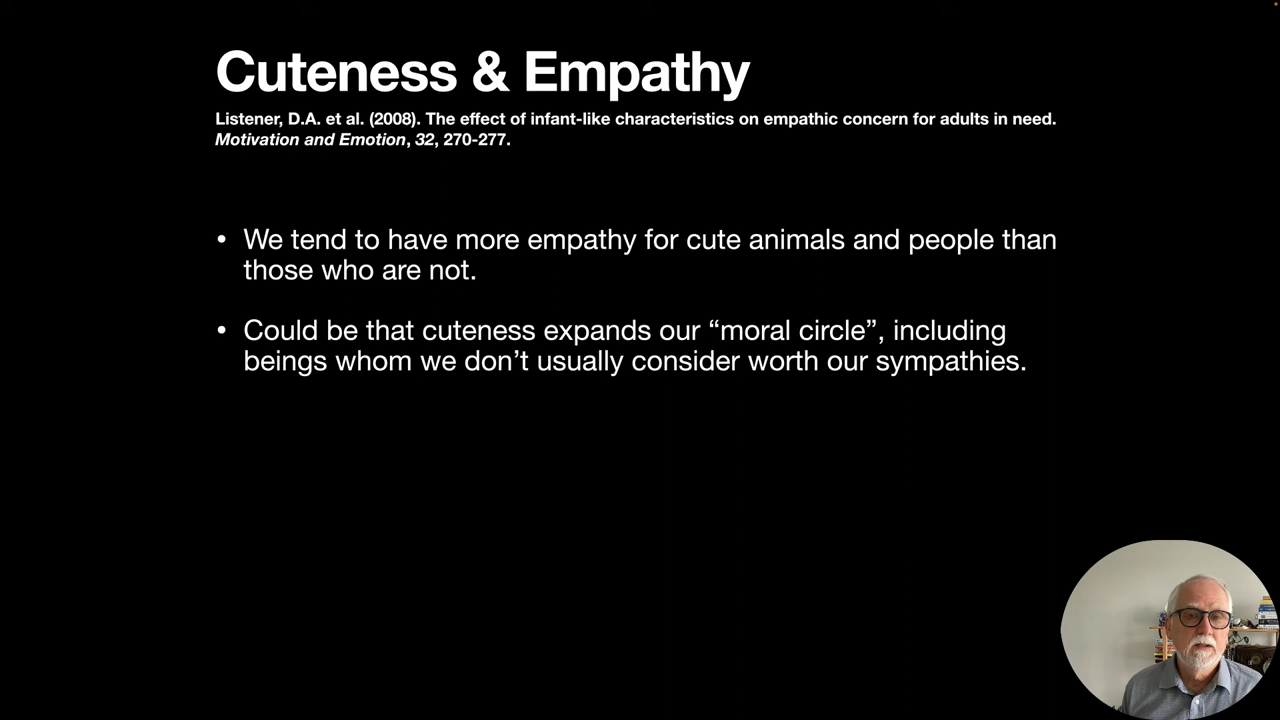 Cuteness & Empathy
Listener, D.A. et al. (2008). The effect of infant-like characteristics on empathic concern for adults in need.
Motivation and Emotion, 32, 270-277.
• We tend to have more empathy for cute animals and people than
those who are not.
• Could be that cuteness expands our “moral circle”, including
beings whom we don’t usually consider worth our sympathies.